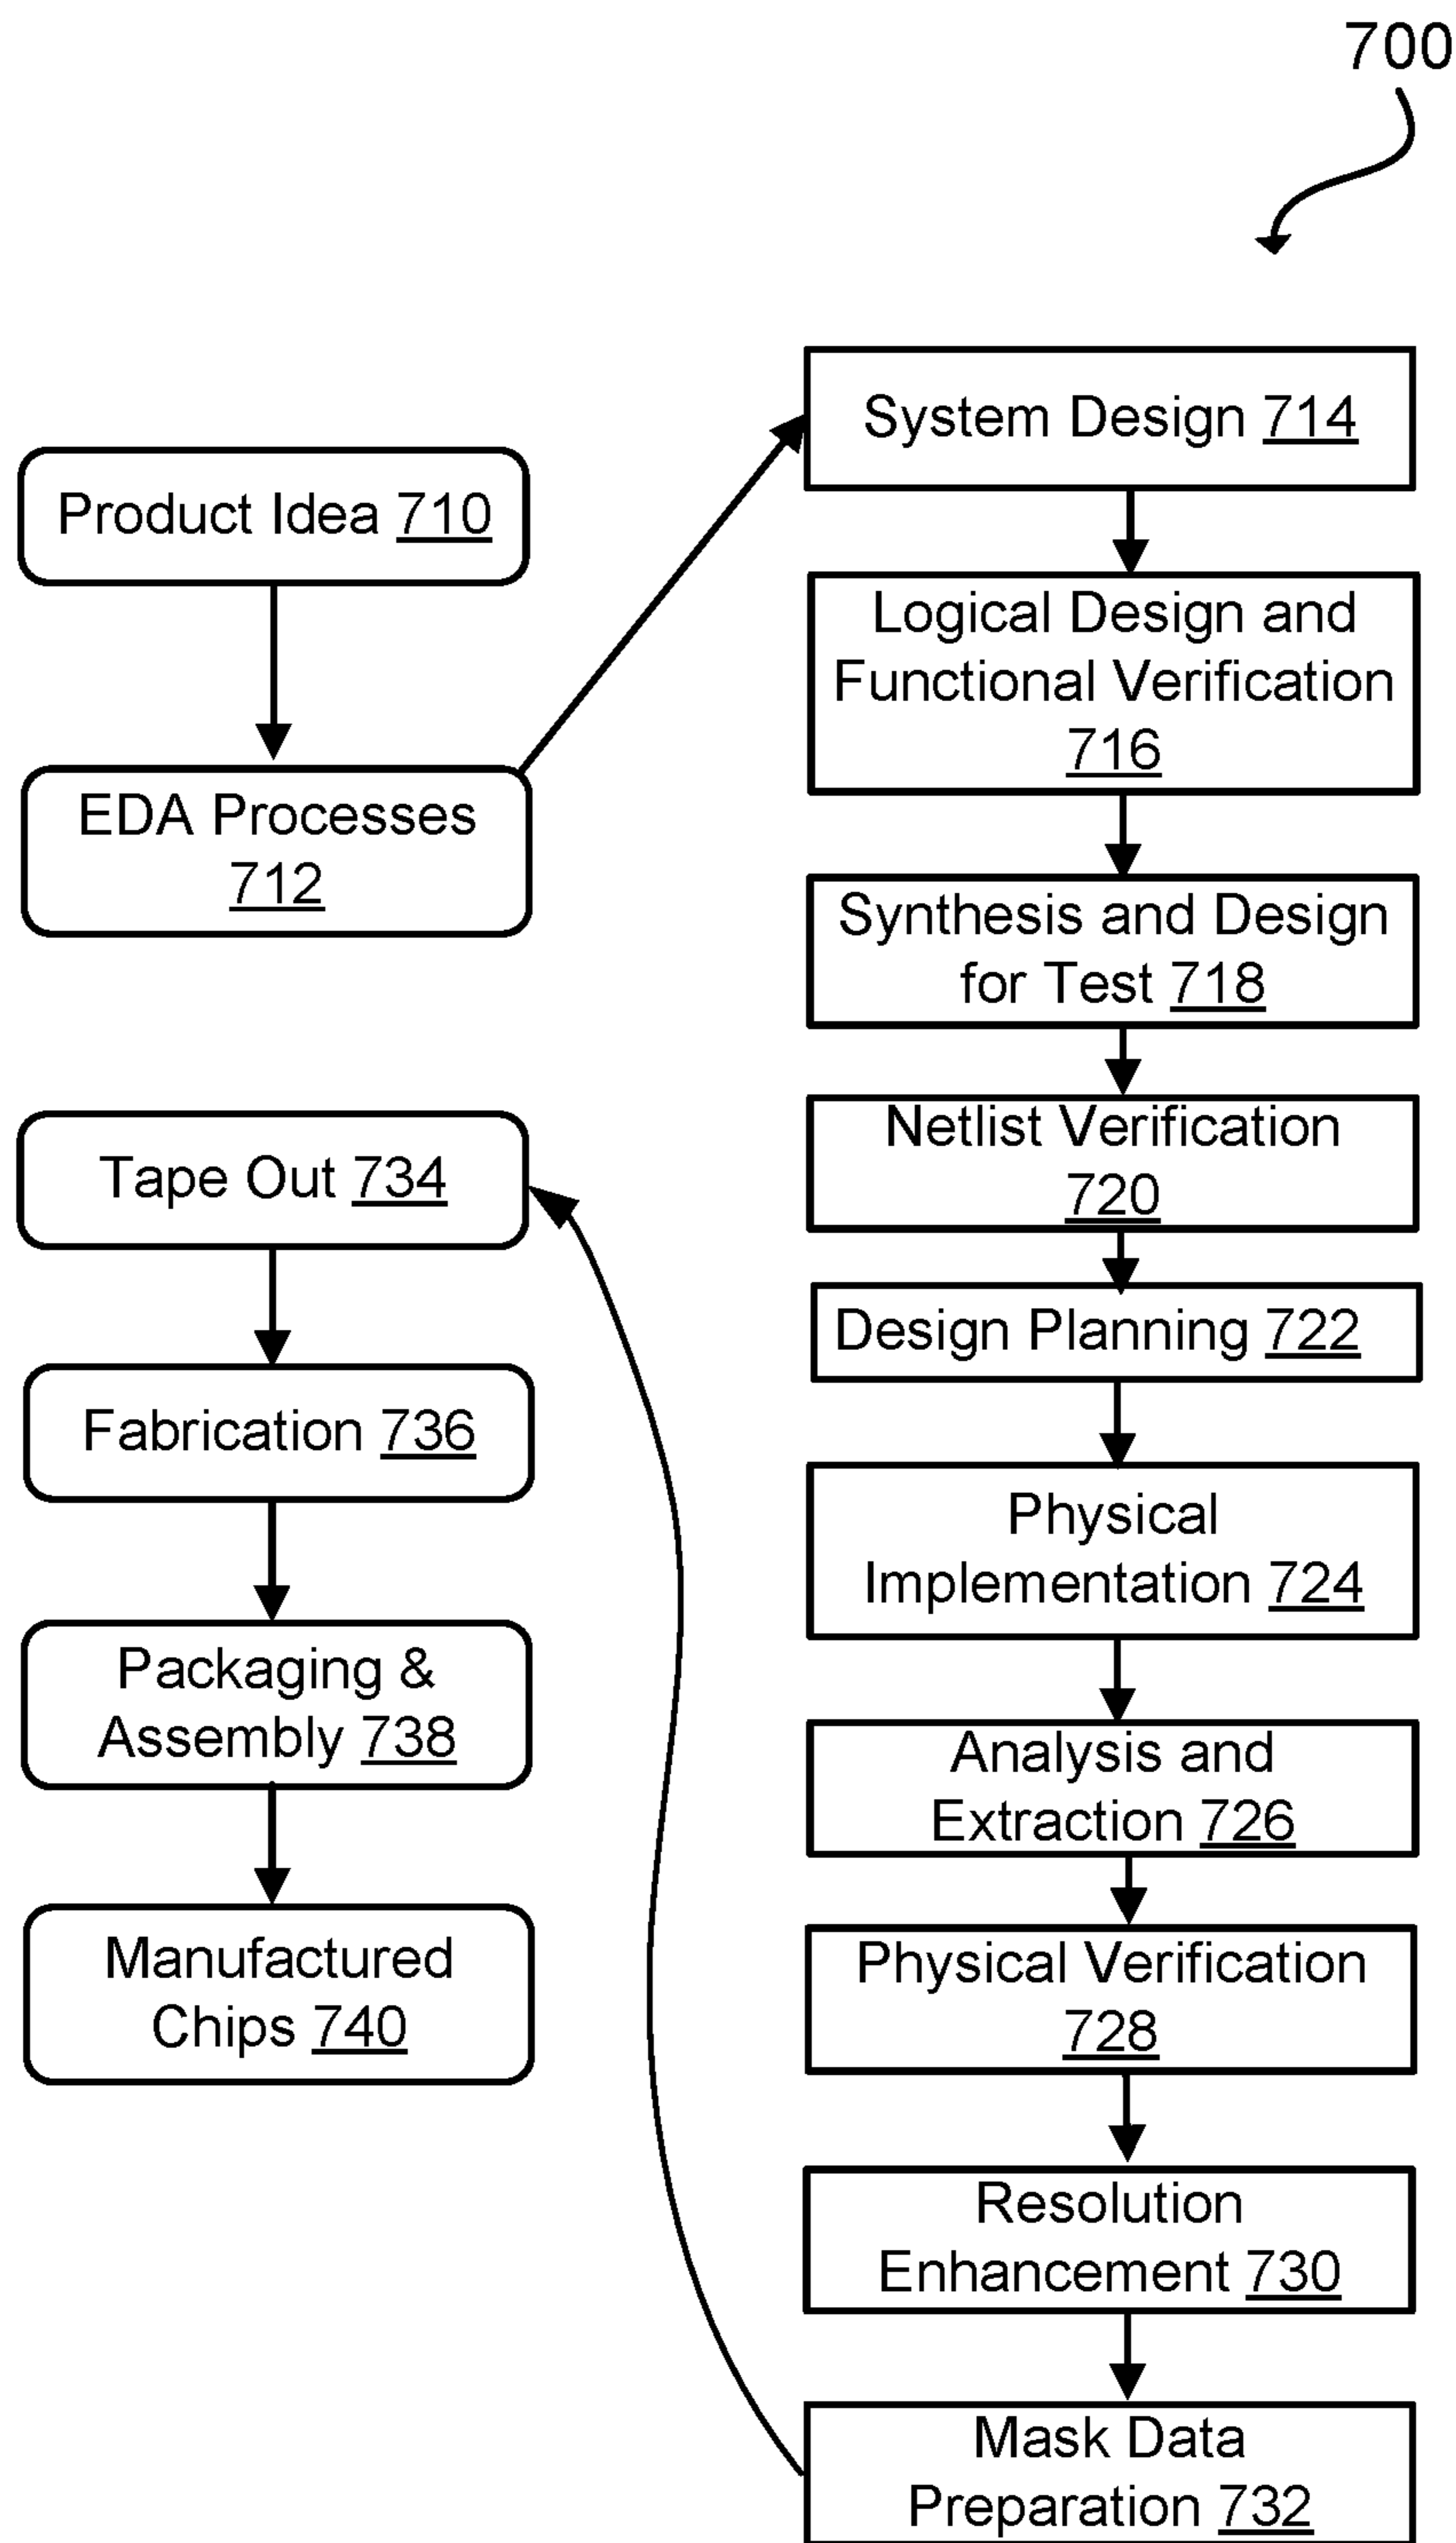 700
Product Idea 710
EDA Processes
712
System Design 714
Logical Design and
Functional Verification
716
Synthesis and Design
for Test 718
Netlist Verification
720
Design Planning 722
Physical
Implementation 724
Analysis and
Extraction 726
Physical Verification
728
Resolution
Enhancement 730
Mask Data
Preparation 732
Tape Out 734
Fabrication 736
Packaging &
Assembly 738
Manufactured
Chips 740